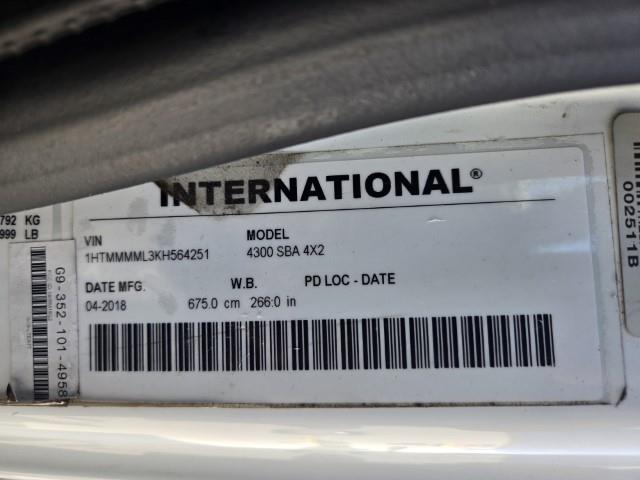 INTERNATIONAL®
792 KG
999 LB
VIN MODEL
1HTMMMML3KH564251 4300 SBA 4X2
DATE MFG. W.B. PD LOC - DATE
04-2018 675.0 cm 266.0 in
G9-352-101-4958
002511B